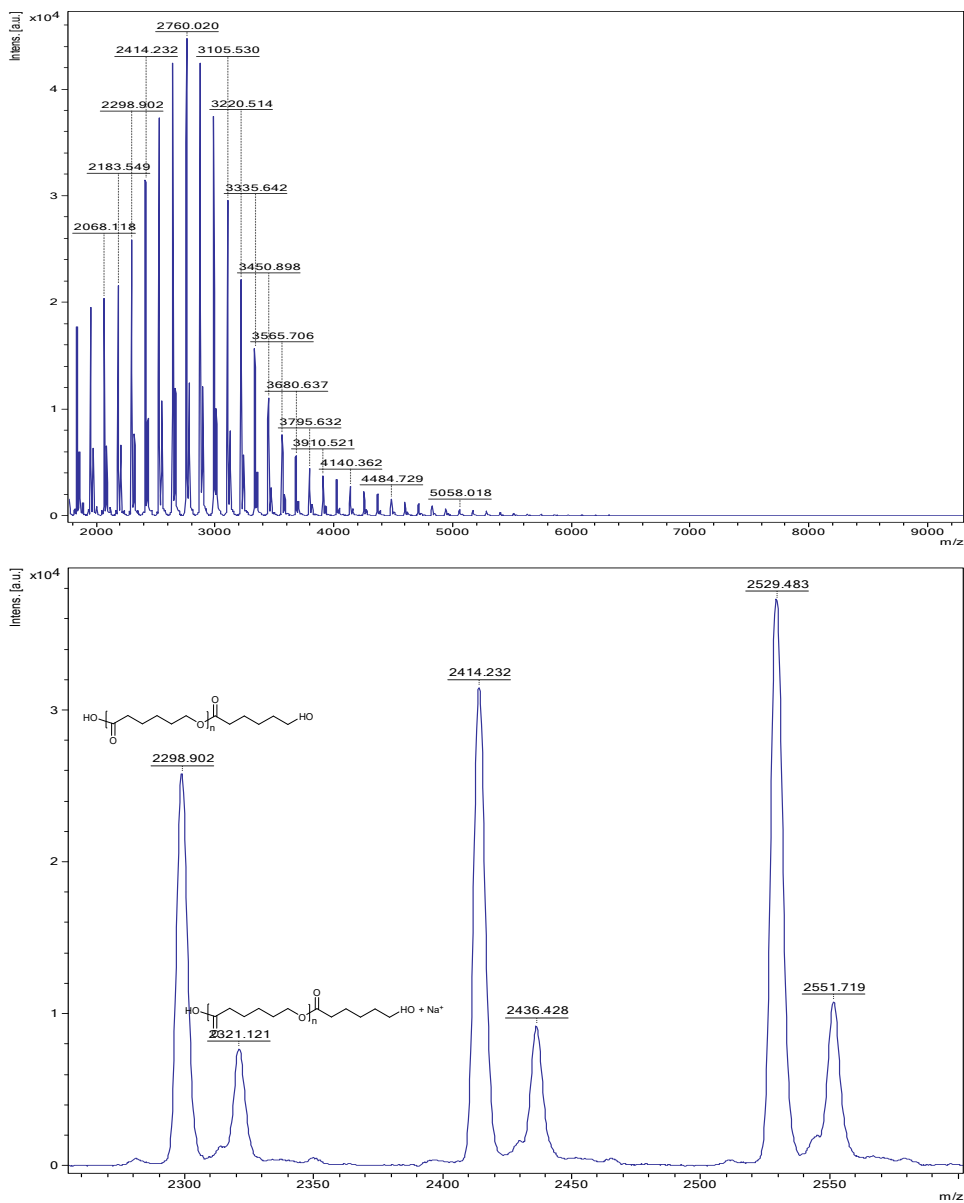 x10⁴
Intens. [a.u.]
2760.020
2414.232
3105.530
2298.902
3220.514
2183.549
3335.642
2068.118
3450.898
3565.706
3680.637
3795.632
3910.521
4140.362
4484.729
5058.018
4
3
2
1
0
2000
3000
4000
5000
6000
7000
8000
9000
m/z
x10⁴
Intens. [a.u.]
2529.483
2414.232
O
HO
O
n
HO
O
2298.902
O
HO
O
n
HO + Na⁺
O
2321.121
2436.428
2551.719
3
2
1
0
2300
2350
2400
2450
2500
2550
m/z